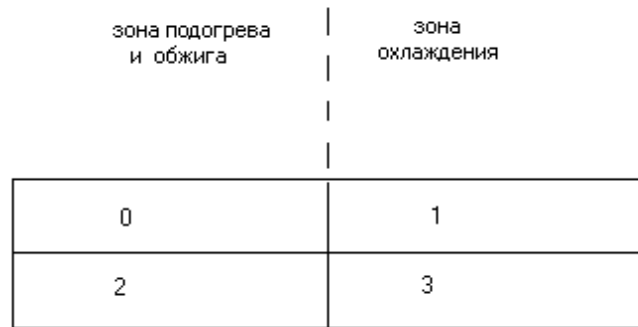 зона подогрева
и обжига
зона
охлаждения
0
1
2
3